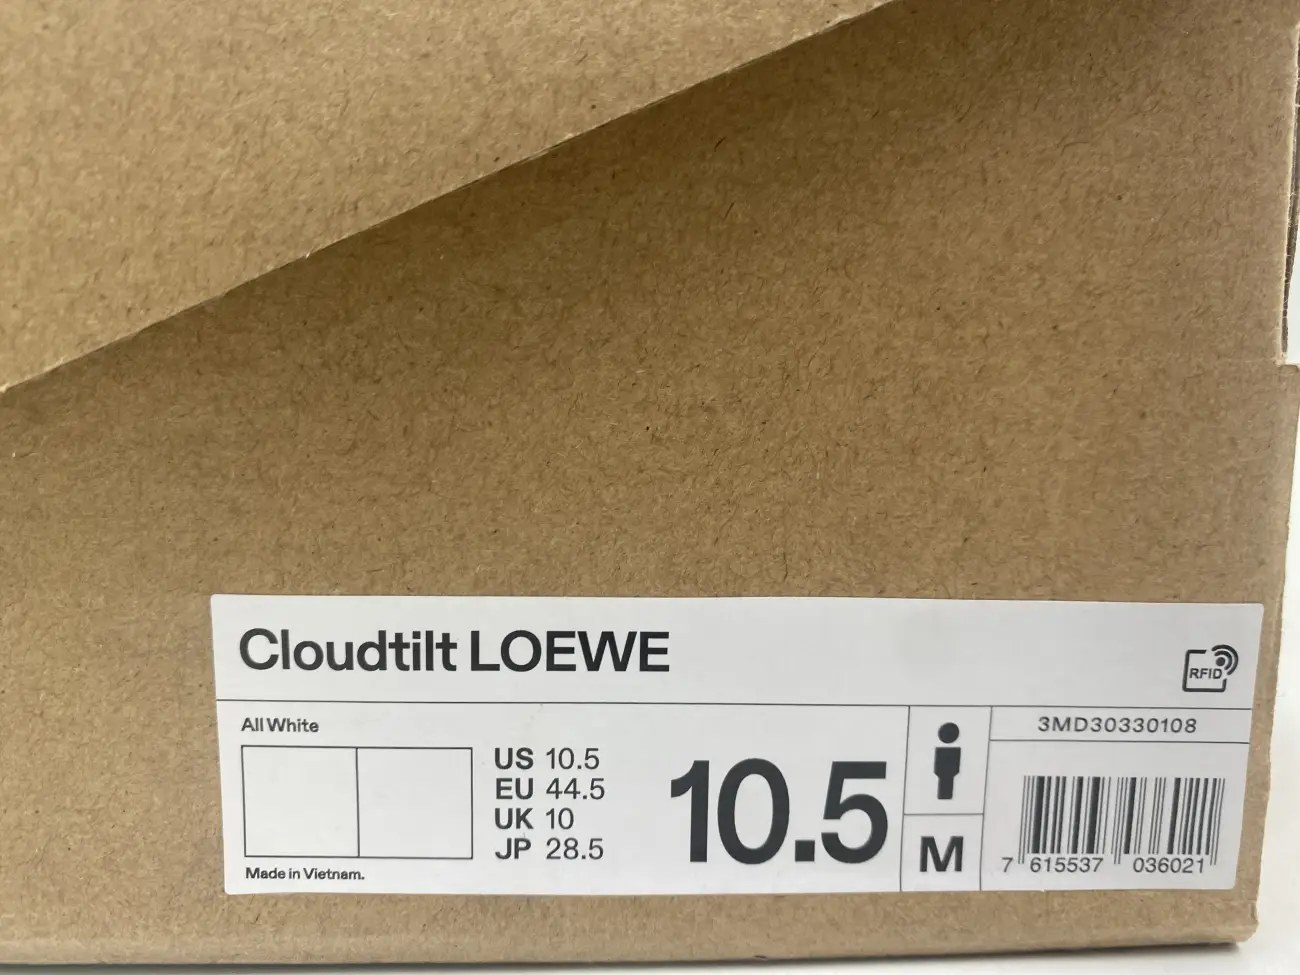 Cloudtilt LOEWE
RFID
All White
US 10.5
EU 44.5
UK 10
JP 28.5
Made in Vietnam.
10.5
M
3MD30330108
7 615537 036021